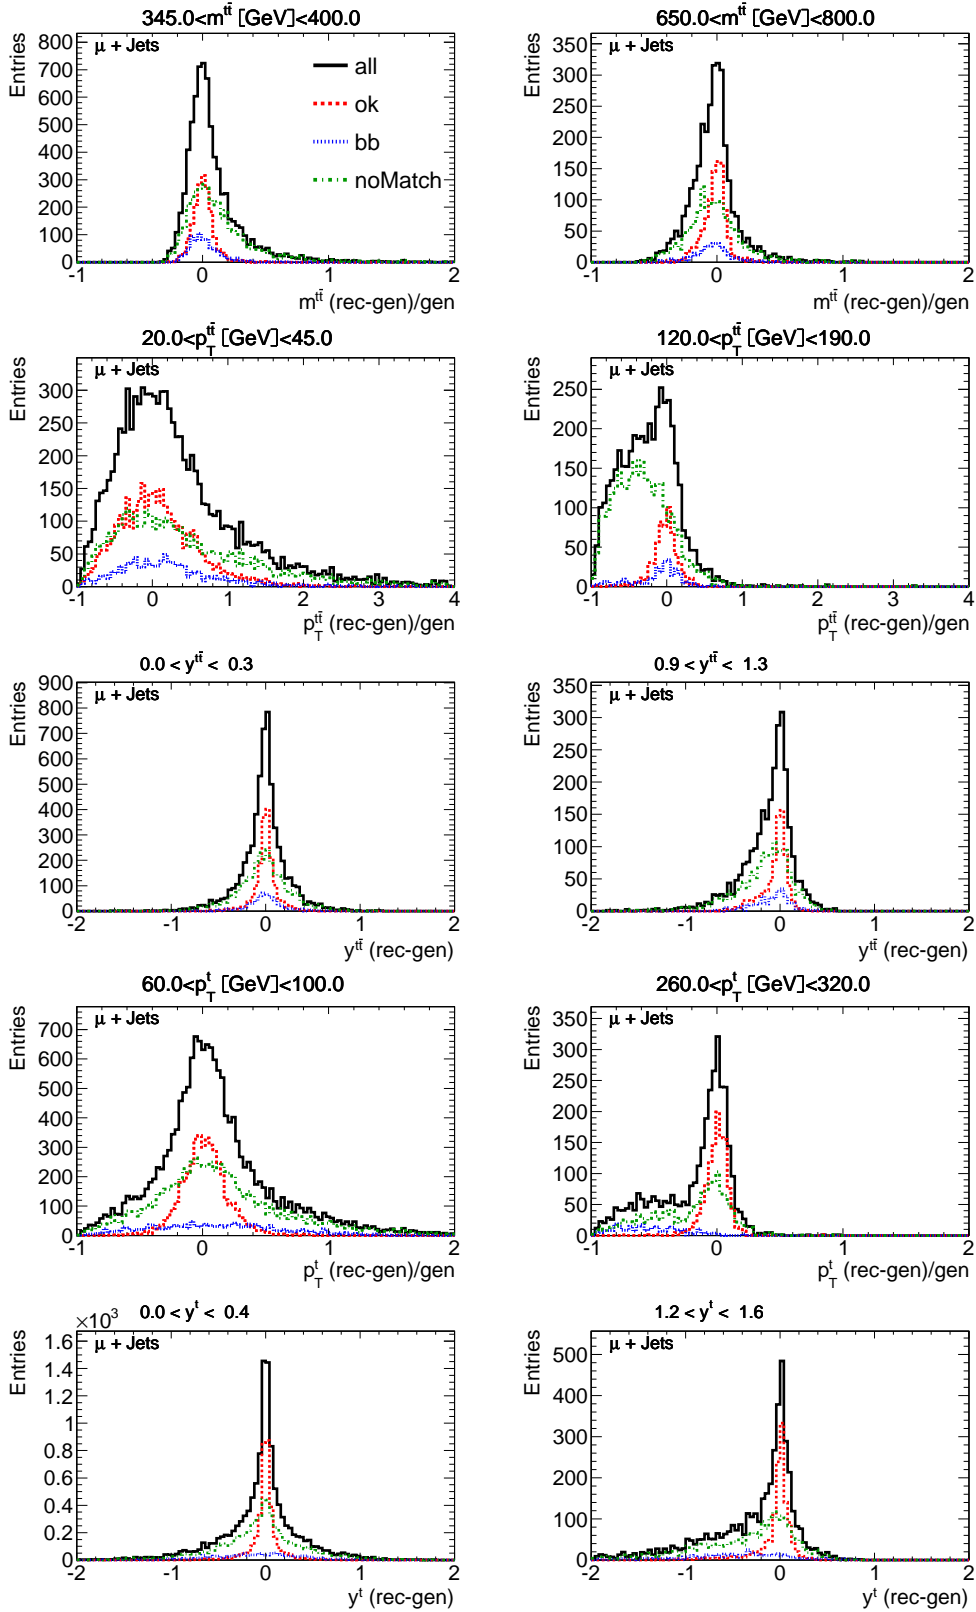 345.0<m^tt̄ [GeV]<400.0
Entries
μ + Jets
all
ok
bb
noMatch
800
700
600
500
400
300
200
100
0
-1 0 1 2
m^tt̄ (rec-gen)/gen
650.0<m^tt̄ [GeV]<800.0
Entries
μ + Jets
350
300
250
200
150
100
50
0
-1 0 1 2
m^tt̄ (rec-gen)/gen
20.0<p_T^tt̄ [GeV]<45.0
Entries
μ + Jets
300
250
200
150
100
50
0
-1 0 1 2 3 4
p_T^tt̄ (rec-gen)/gen
120.0<p_T^tt̄ [GeV]<190.0
Entries
μ + Jets
250
200
150
100
50
0
-1 0 1 2 3 4
p_T^tt̄ (rec-gen)/gen
0.0 < y^tt̄ < 0.3
Entries
μ + Jets
900
800
700
600
500
400
300
200
100
0
-2 -1 0 1 2
y^tt̄ (rec-gen)
0.9 < y^tt̄ < 1.3
Entries
μ + Jets
350
300
250
200
150
100
50
0
-2 -1 0 1 2
y^tt̄ (rec-gen)
60.0<p_T^t [GeV]<100.0
Entries
μ + Jets
700
600
500
400
300
200
100
0
-1 0 1 2
p_T^t (rec-gen)/gen
260.0<p_T^t [GeV]<320.0
Entries
μ + Jets
350
300
250
200
150
100
50
0
-1 0 1 2
p_T^t (rec-gen)/gen
0.0 < y^t < 0.4
×10^3
Entries
μ + Jets
1.6
1.4
1.2
1
0.8
0.6
0.4
0.2
0
-2 -1 0 1 2
y^t (rec-gen)
1.2 < y^t < 1.6
Entries
μ + Jets
500
400
300
200
100
0
-2 -1 0 1 2
y^t (rec-gen)